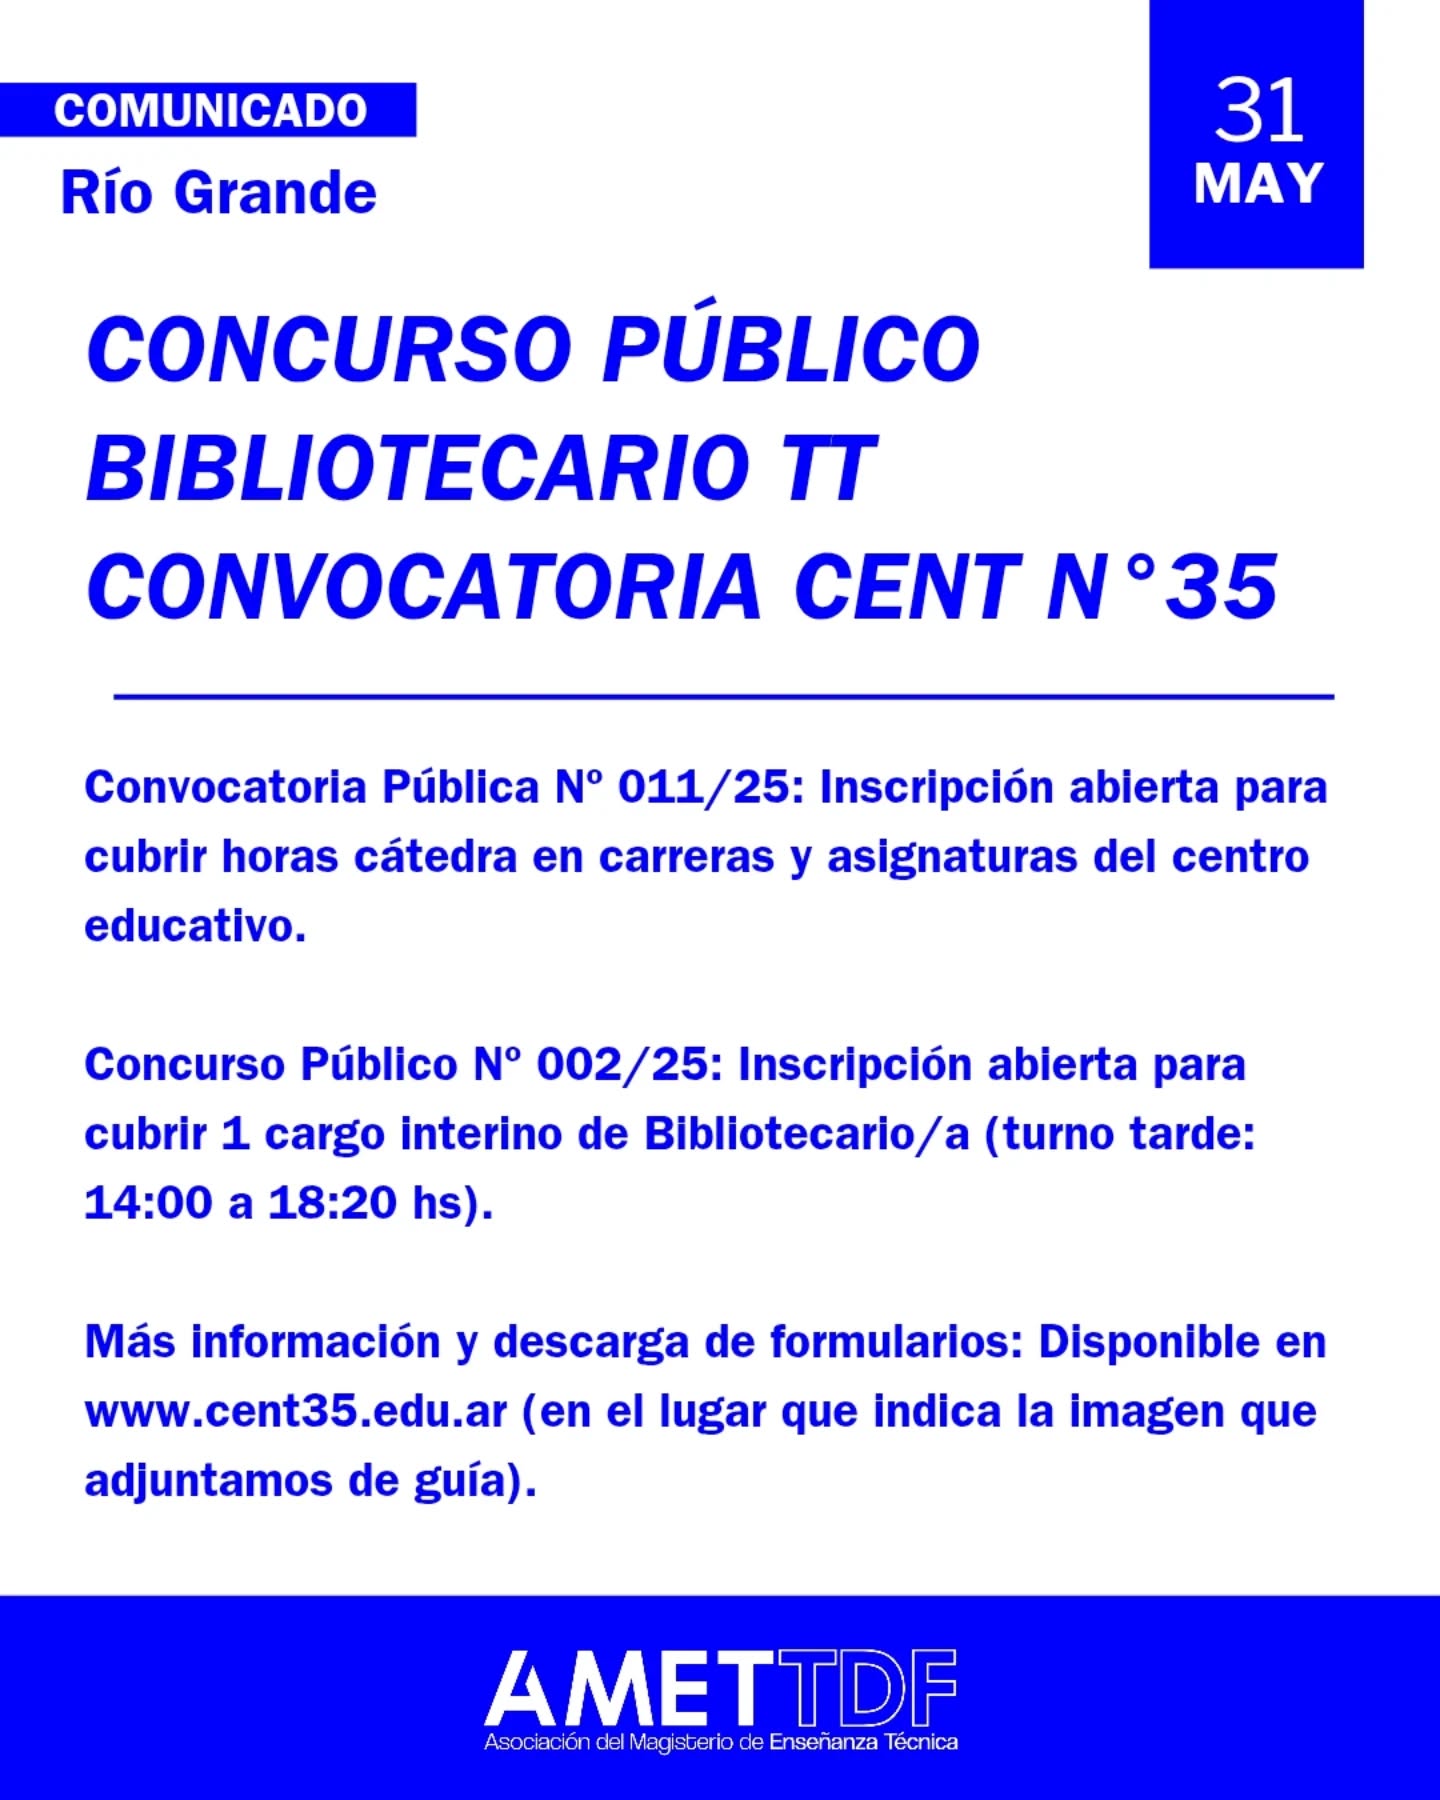 COMUNICADO
Río Grande
31
MAY
CONCURSO PÚBLICO
BIBLIOTECARIO TT
CONVOCATORIA CENT N°35
Convocatoria Pública Nº 011/25: Inscripción abierta para
cubrir horas cátedra en carreras y asignaturas del centro
educativo.
Concurso Público Nº 002/25: Inscripción abierta para
cubrir 1 cargo interino de Bibliotecario/a (turno tarde:
14:00 a 18:20 hs).
Más información y descarga de formularios: Disponible en
www.cent35.edu.ar (en el lugar que indica la imagen que
adjuntamos de guía).
AMETTDF
Asociación del Magisterio de Enseñanza Técnica